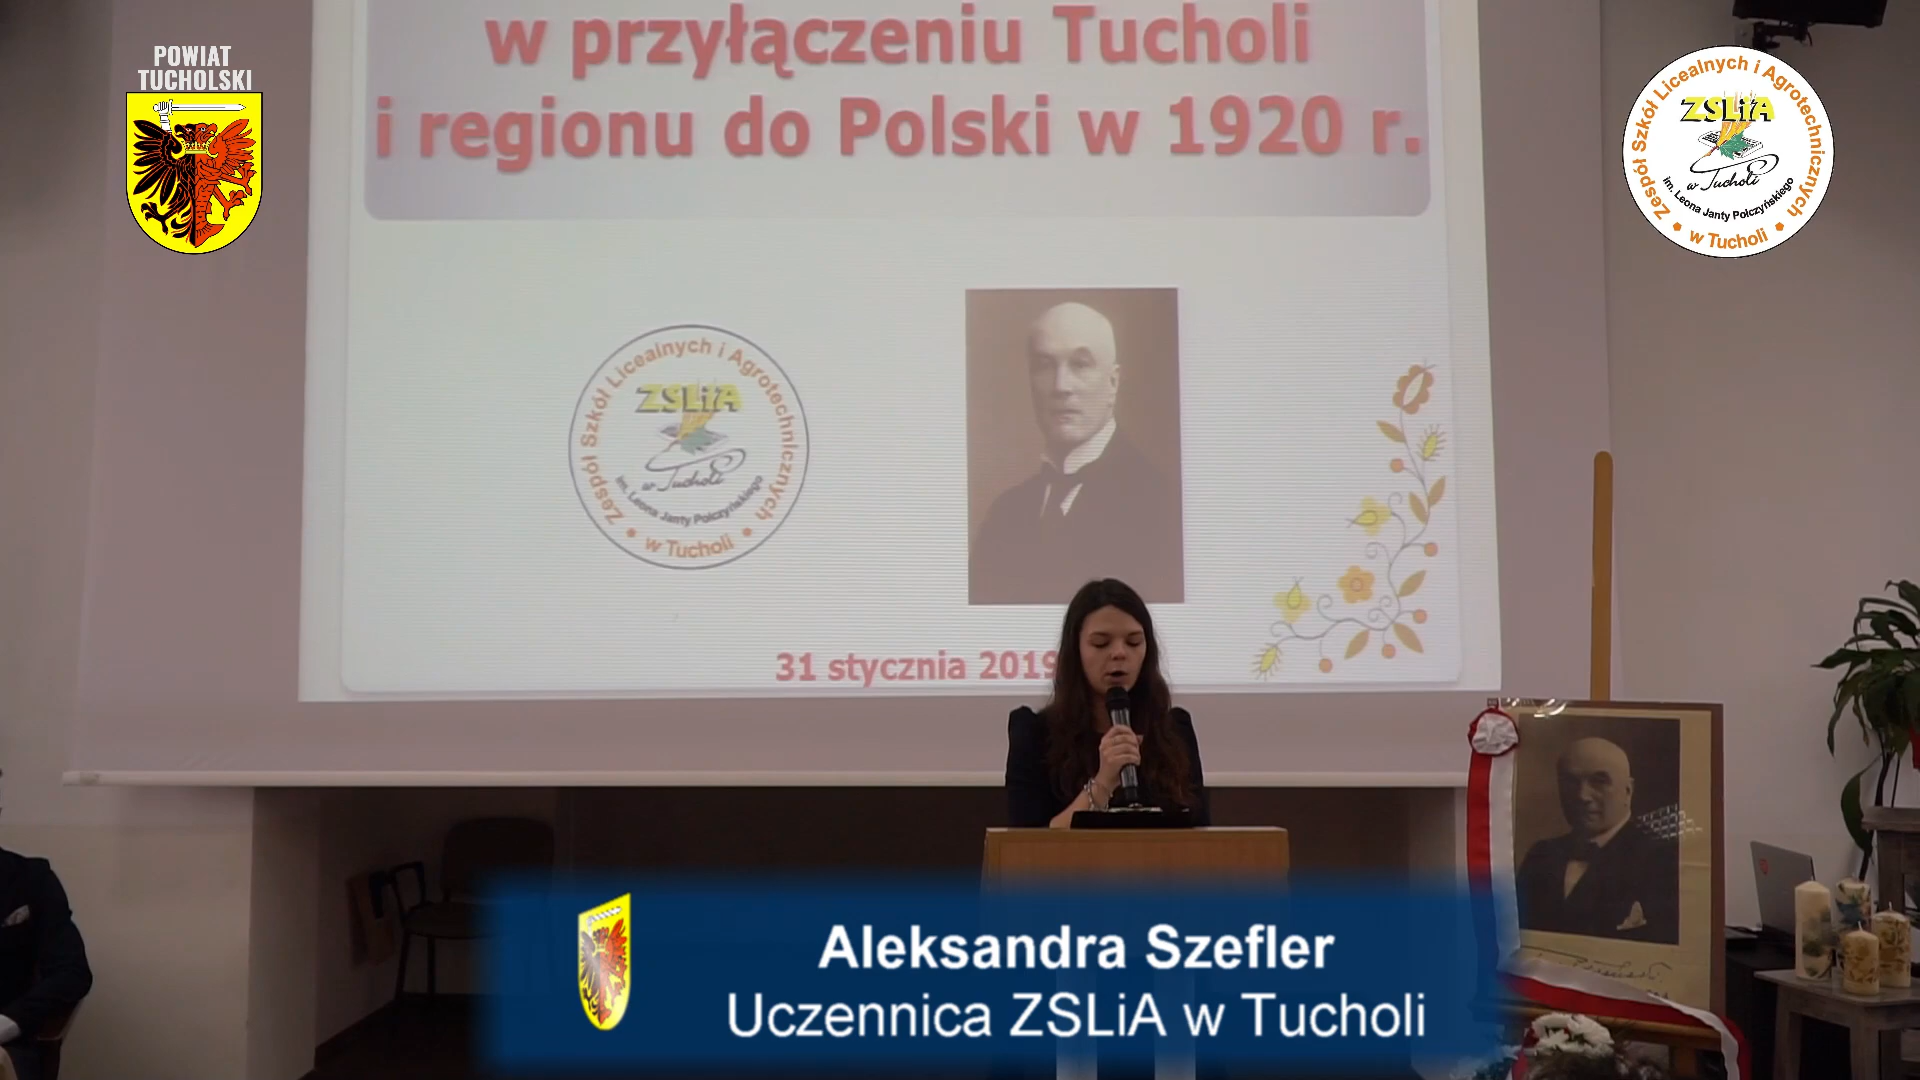 w przyłączeniu Tucholi
i regionu do Polski w 1920 r.
POWIAT
TUCHOLSKI
Zespół Szkół Licealnych i Agrotechnicznych
ZSLiA
w Tucholi
im. Leona Janty Połczyńskiego
w Tucholi
Zespół Szkół Licealnych i Agrotechnicznych
ZSLiA
w Tucholi
im. Leona Janty Połczyńskiego
w Tucholi
31 stycznia 2019
Aleksandra Szefler
Uczennica ZSLiA w Tucholi